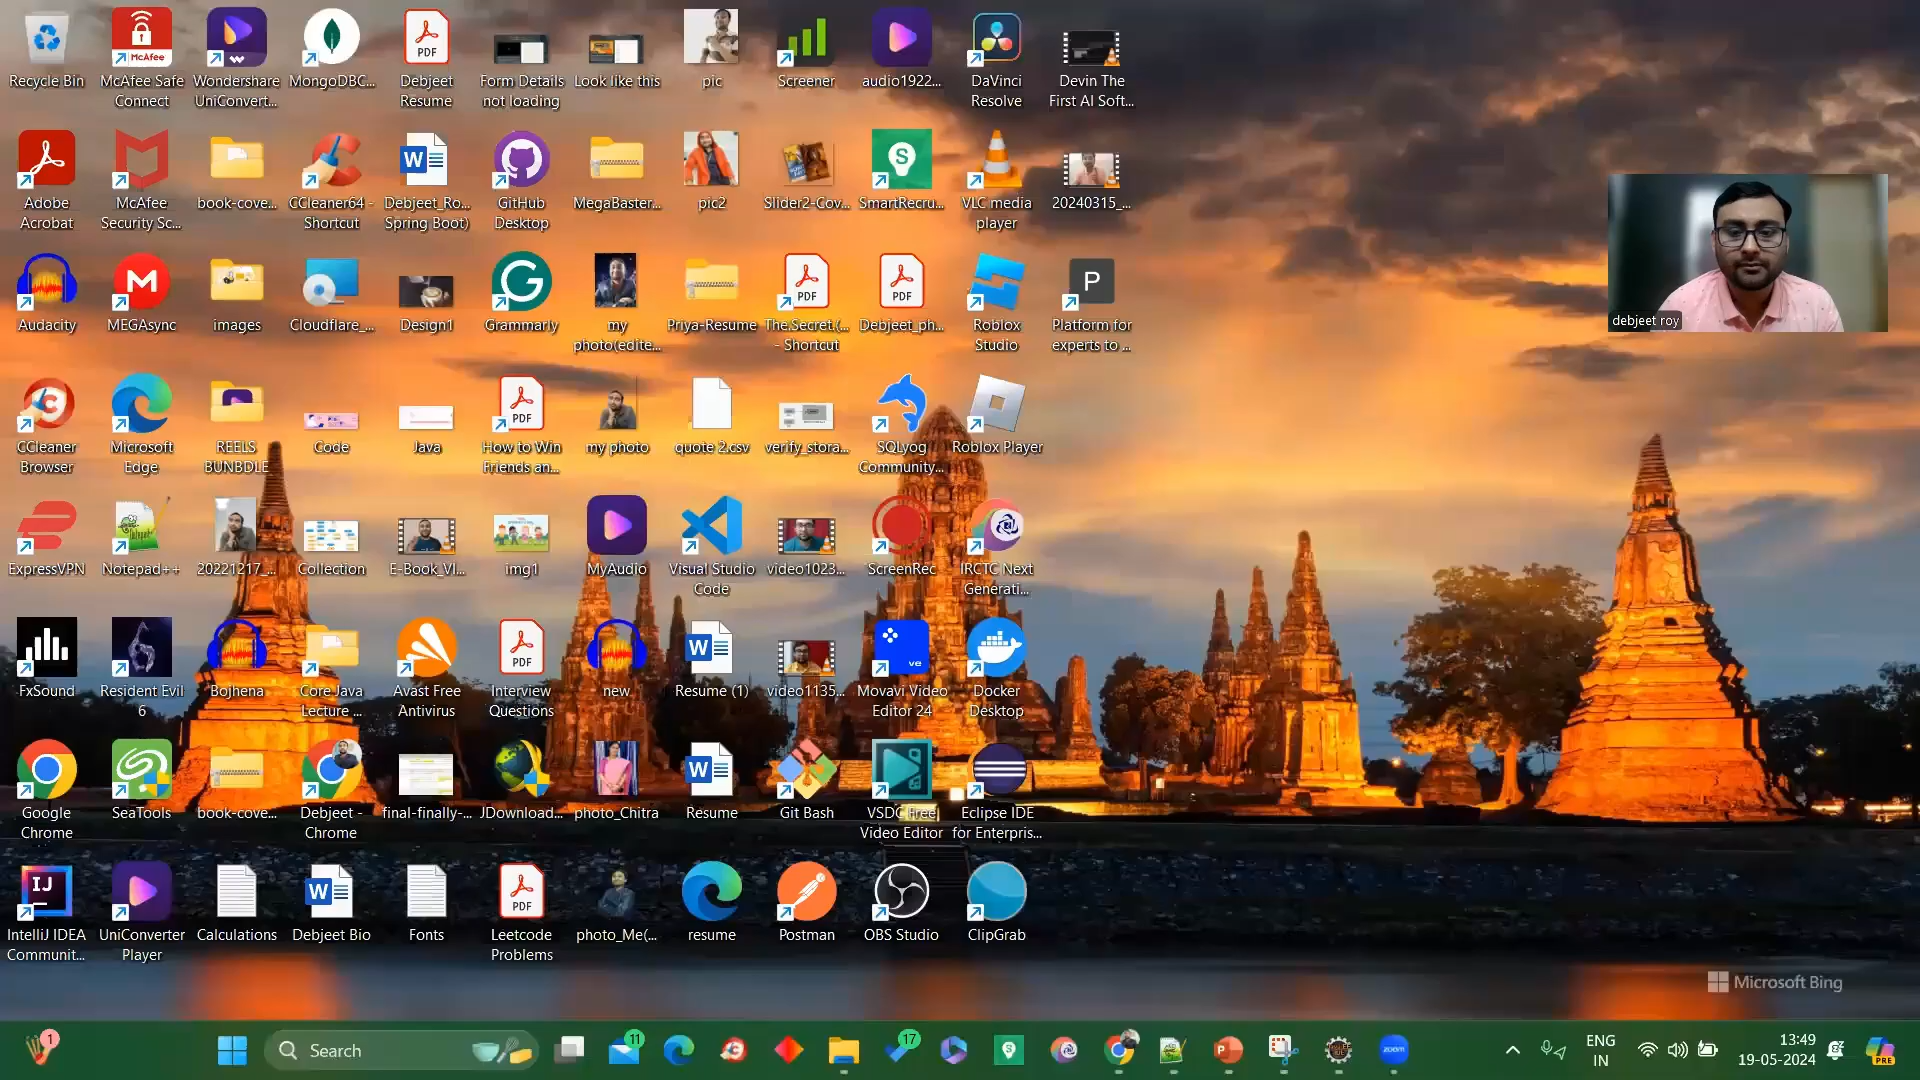 Recycle Bin
McAfee Safe
Connect
Wondershare
UniConvert...
MongoDBC...
Debjeet
Resume
Form Details
not loading
Look like this
pic
Screener
audio1922...
DaVinci
Resolve
Devin The
First AI Soft...
Adobe
Acrobat
McAfee
Security Sc...
book-cove...
CCleaner64 -
Shortcut
Debjeet_Ro...
Spring Boot)
GitHub
Desktop
MegaBaster...
pic2
Slider2-Cov...
SmartRecru...
VLC media
player
20240315_...
debjeet roy
Audacity
MEGAsync
images
Cloudflare_...
Design1
Grammarly
my
photo(edite...
Priya-Resume
The.Secret.(...
- Shortcut
Debjeet_ph...
Roblox
Studio
Platform for
experts to ...
CCleaner
Browser
Microsoft
Edge
REELS
BUNBDLE
Code
Java
How to Win
Friends an...
my photo
quote 2.csv
verify_stora...
SQLyog
Community...
Roblox Player
ExpressVPN
Notepad++
20221217_...
Collection
E-Book_VI...
img1
MyAudio
Visual Studio
Code
video1023...
ScreenRec
IRCTC Next
Generati...
FxSound
Resident Evil
6
Bojhena
Core Java
Lecture ...
Avast Free
Antivirus
Interview
Questions
new
Resume (1)
video1135...
Movavi Video
Editor 24
Docker
Desktop
Google
Chrome
SeaTools
book-cove...
Debjeet -
Chrome
final-finally-...
JDownload...
photo_Chitra
Resume
Git Bash
VSDC Free
Video Editor
Eclipse IDE
for Enterpris...
IntelliJ IDEA
Communit...
UniConverter
Player
Calculations
Debjeet Bio
Fonts
Leetcode
Problems
photo_Me(...
resume
Postman
OBS Studio
ClipGrab
Microsoft Bing
1
Search
11
17
zoom
ENG
IN
13:49
19-05-2024
PRE